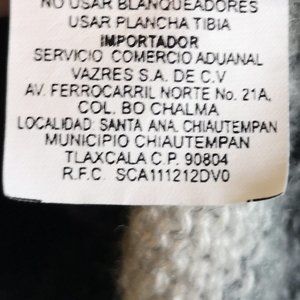 NO USAR BLANQUEADORES
USAR PLANCHA TIBIA
IMPORTADOR
SERVICIO COMERCIO ADUANAL
VAZRES S.A. DE C.V
AV. FERROCARRIL NORTE No. 21A,
COL. BO CHALMA
LOCALIDAD SANTA ANA, CHIAUTEMPAN
MUNICIPIO CHIAUTEMPAN
TLAXCALA C.P. 90804
R.F.C. SCA111212DV0